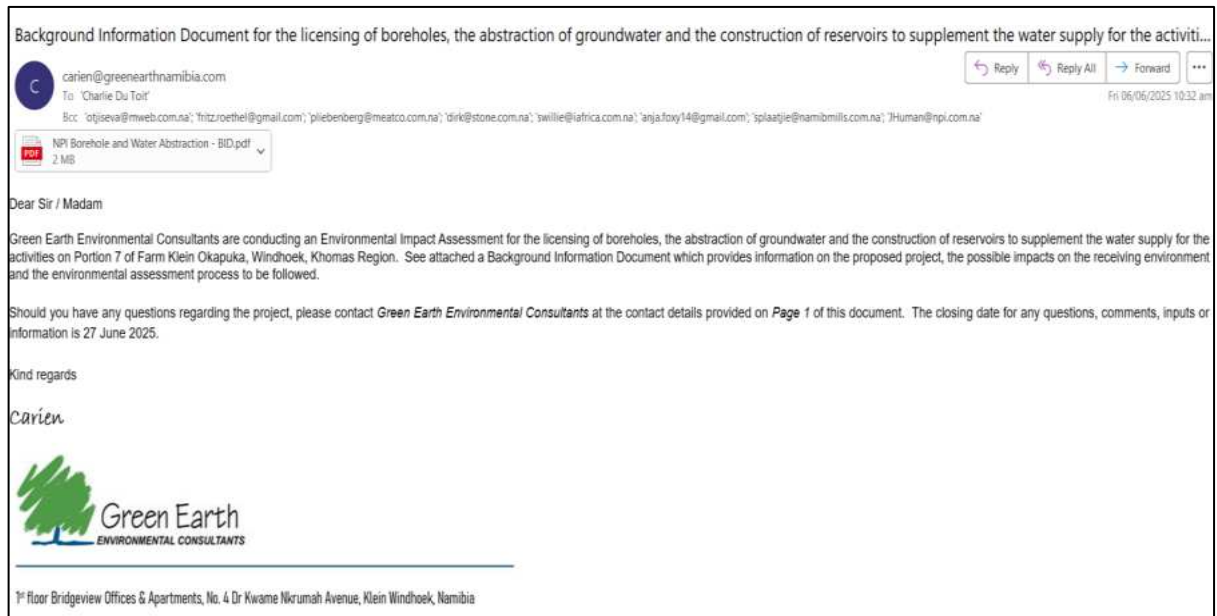 Background Information Document for the licensing of boreholes, the abstraction of groundwater and the construction of reservoirs to supplement the water supply for the activiti...
Reply Reply All Forward ...
C
carien@greenearthnamibia.com
To 'Charlie Du Toit'
Fri 06/06/2025 10:32 am
Bcc 'otjiseva@mweb.com.na'; 'fritz.roethel@gmail.com'; 'pliebenberg@meatco.com.na'; 'dirk@stone.com.na'; 'swillie@iafrica.com.na'; 'anja.foxy14@gmail.com'; 'splaatjie@namibmills.com.na'; 'JHuman@npi.com.na'
PDF
NPI Borehole and Water Abstraction - BID.pdf
2 MB
Dear Sir / Madam
Green Earth Environmental Consultants are conducting an Environmental Impact Assessment for the licensing of boreholes, the abstraction of groundwater and the construction of reservoirs to supplement the water supply for the
activities on Portion 7 of Farm Klein Okapuka, Windhoek, Khomas Region. See attached a Background Information Document which provides information on the proposed project, the possible impacts on the receiving environment
and the environmental assessment process to be followed.
Should you have any questions regarding the project, please contact Green Earth Environmental Consultants at the contact details provided on Page 1 of this document. The closing date for any questions, comments, inputs or
information is 27 June 2025.
Kind regards
Carien
Green Earth
ENVIRONMENTAL CONSULTANTS
1st floor Bridgeview Offices & Apartments, No. 4 Dr Kwame Nkrumah Avenue, Klein Windhoek, Namibia